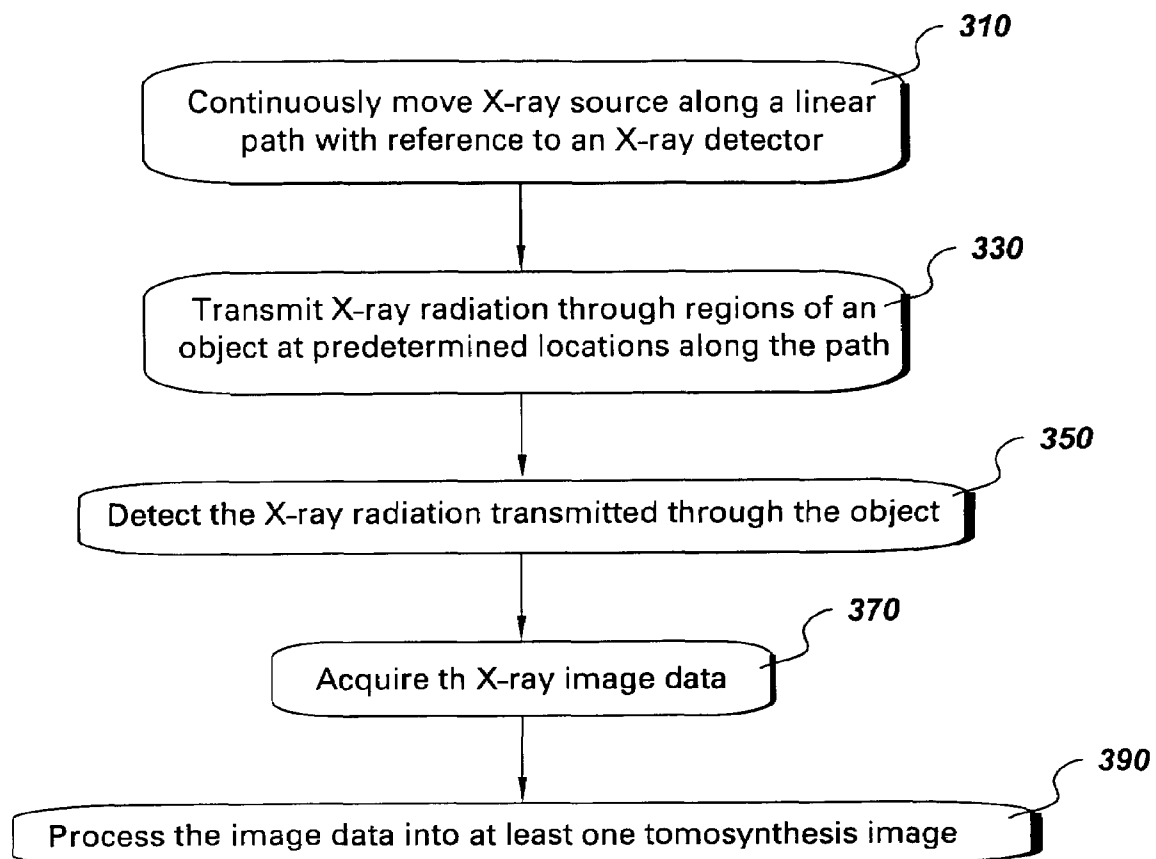 310
Continuously move X-ray source along a linear
path with reference to an X-ray detector
330
Transmit X-ray radiation through regions of an
object at predetermined locations along the path
350
Detect the X-ray radiation transmitted through the object
370
Acquire th X-ray image data
390
Process the image data into at least one tomosynthesis image